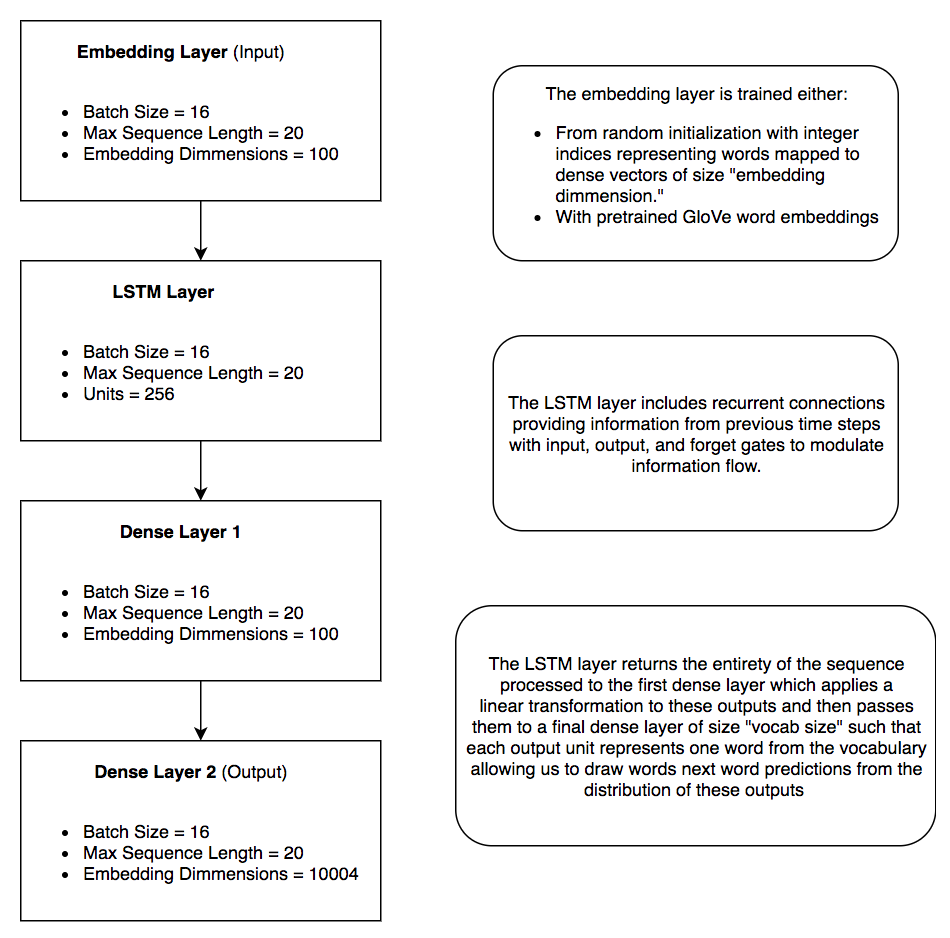 Embedding Layer (Input)
• Batch Size = 16
• Max Sequence Length = 20
• Embedding Dimmensions = 100
The embedding layer is trained either:
• From random initialization with integer
indices representing words mapped to
dense vectors of size "embedding
dimmension."
• With pretrained GloVe word embeddings
LSTM Layer
• Batch Size = 16
• Max Sequence Length = 20
• Units = 256
The LSTM layer includes recurrent connections
providing information from previous time steps
with input, output, and forget gates to modulate
information flow.
Dense Layer 1
• Batch Size = 16
• Max Sequence Length = 20
• Embedding Dimmensions = 100
The LSTM layer returns the entirety of the sequence
processed to the first dense layer which applies a
linear transformation to these outputs and then passes
them to a final dense layer of size "vocab size" such that
each output unit represents one word from the vocabulary
allowing us to draw words next word predictions from the
distribution of these outputs
Dense Layer 2 (Output)
• Batch Size = 16
• Max Sequence Length = 20
• Embedding Dimmensions = 10004